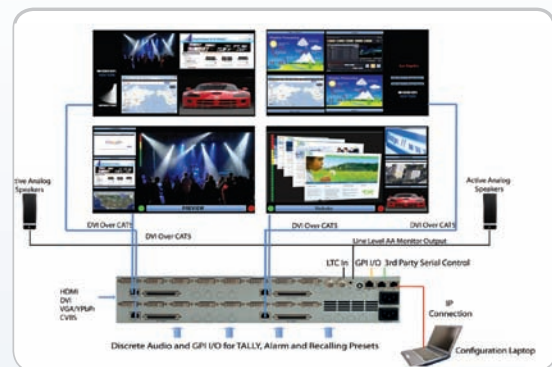 PREVIEW
Active Analog
Speakers
Active Analog
Speakers
DVI Over CAT5
DVI Over CAT5
DVI Over CAT5
DVI Over CAT5
Line Level AA Monitor Output
LTC In
GPI I/O
3rd Party Serial Control
HDMI
DVI
VGA/YPbPr
CVBS
IP
Connection
Discrete Audio and GPI I/O for TALLY, Alarm and Recalling Presets
Configuration Laptop